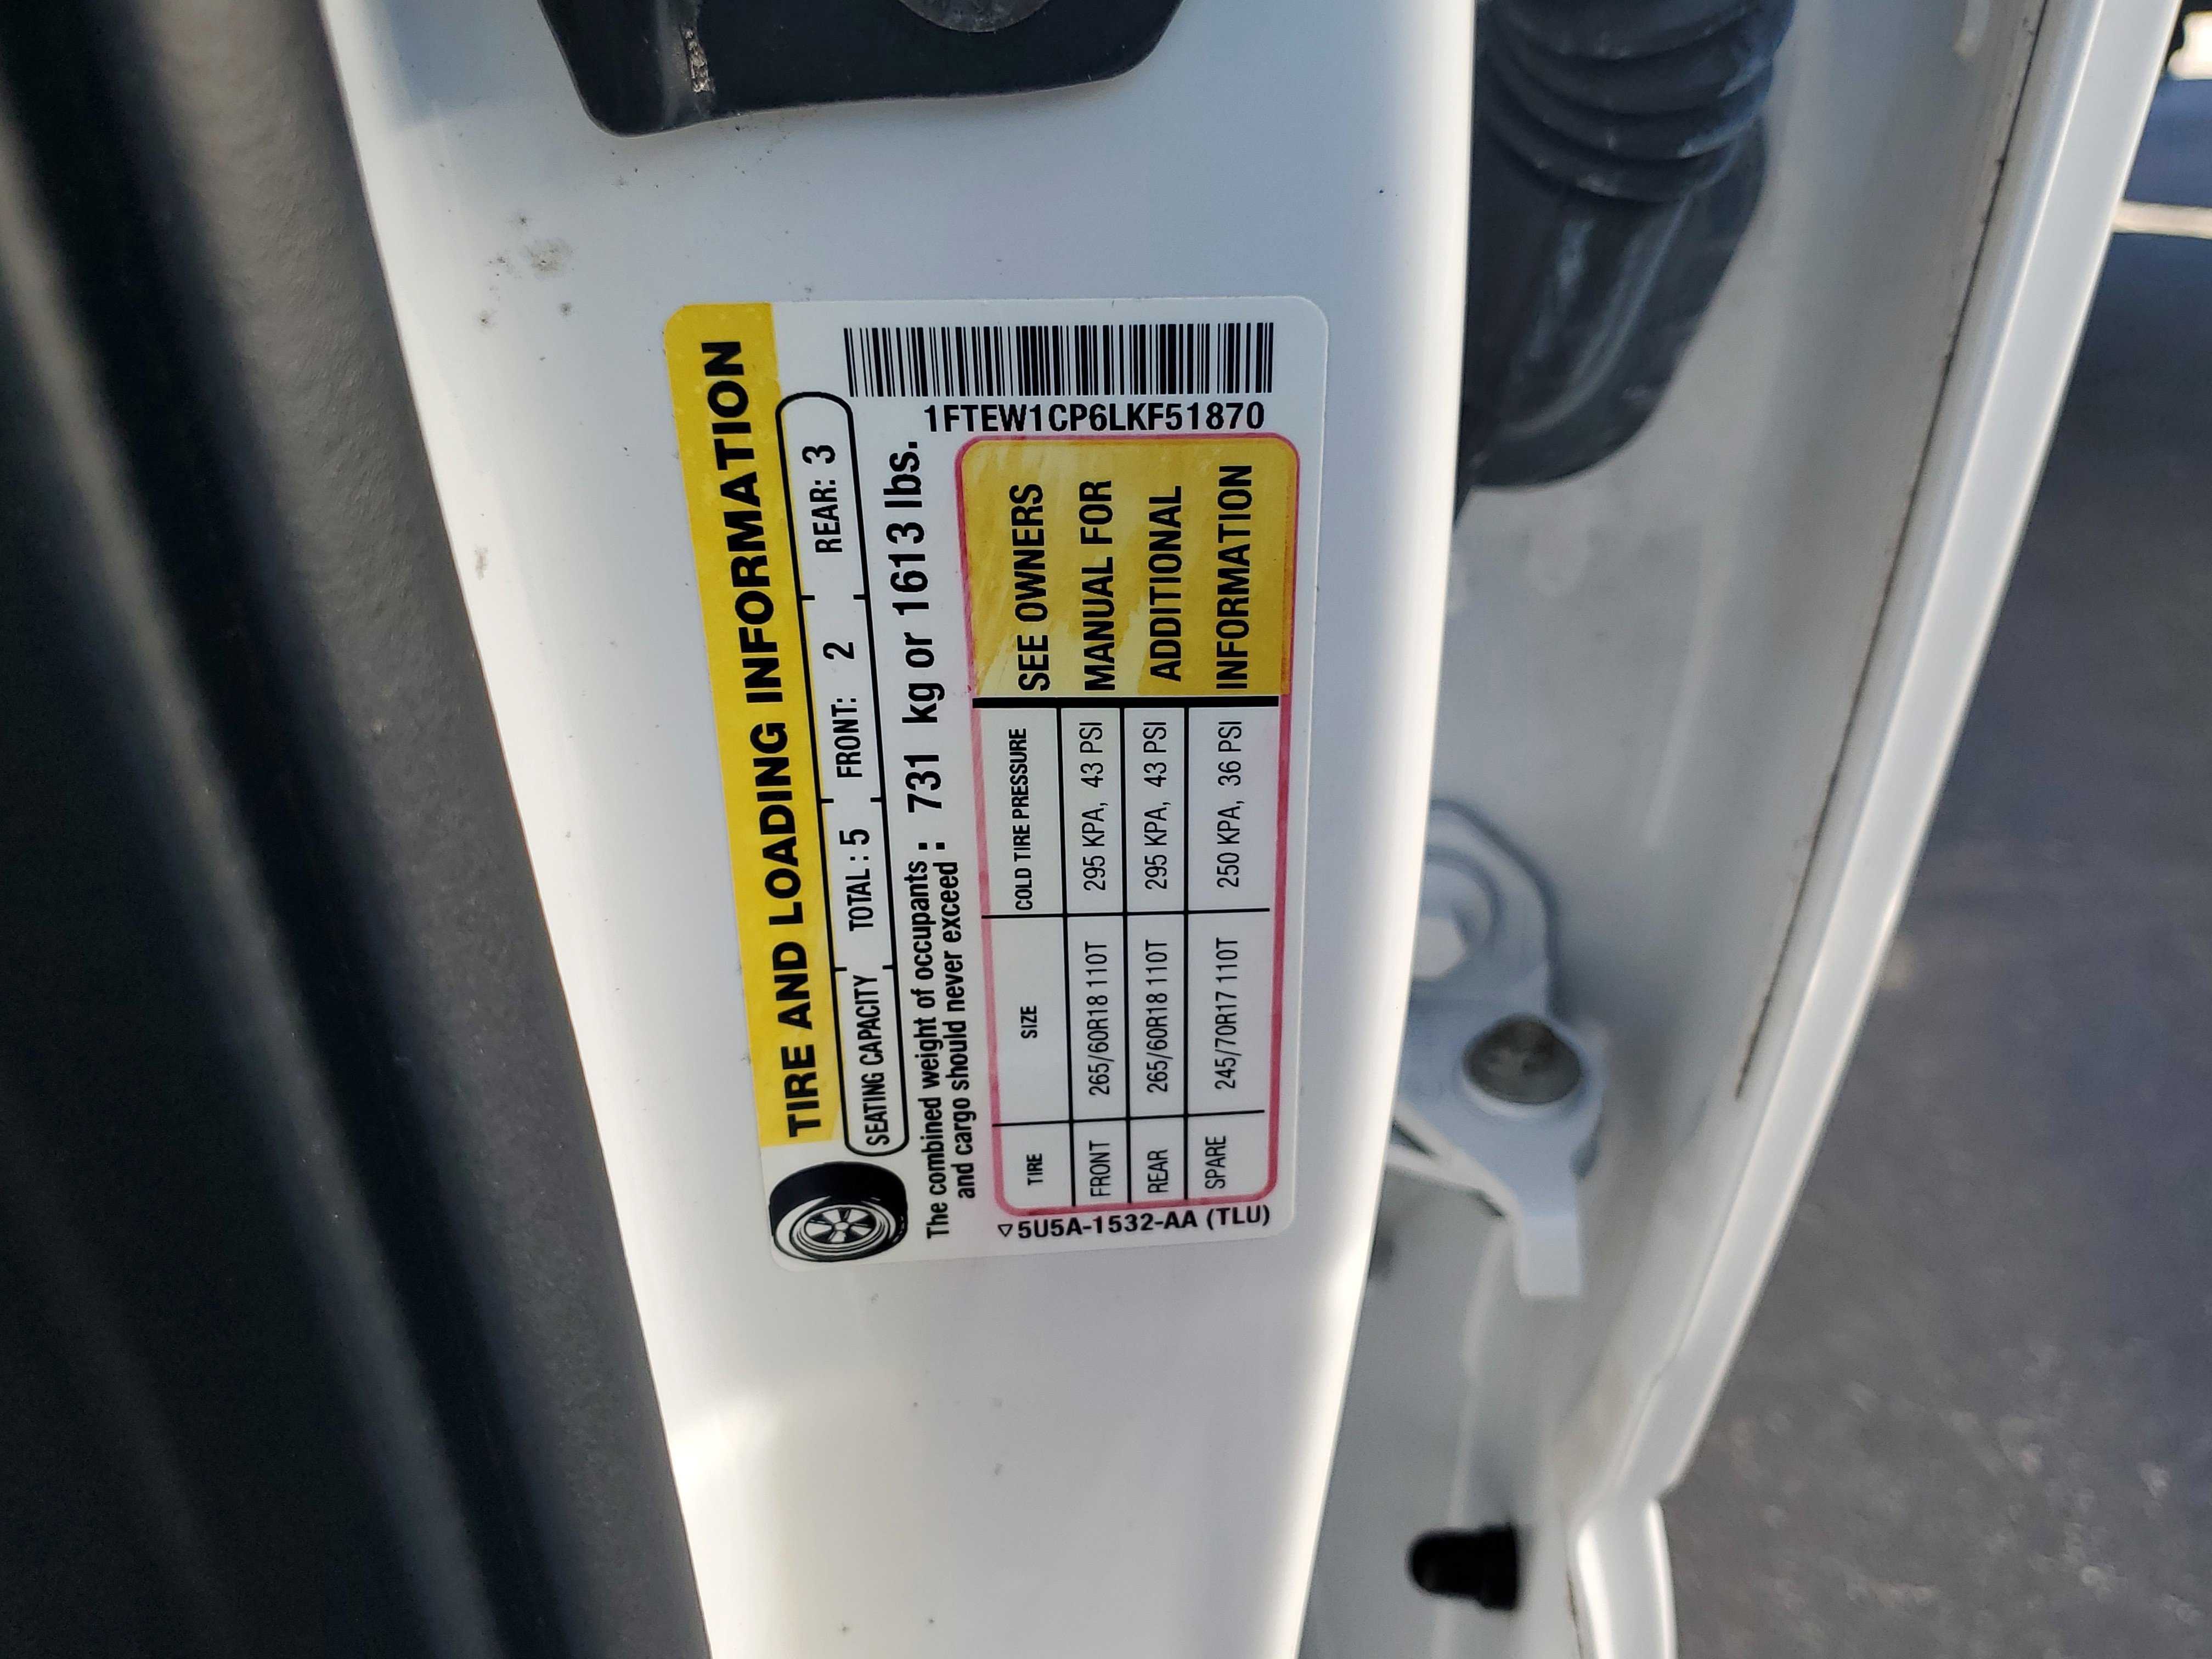 TIRE AND LOADING INFORMATION
SEATING CAPACITY TOTAL : 5 FRONT: 2 REAR: 3
The combined weight of occupants : 731 kg or 1613 lbs.
and cargo should never exceed :
1FTEW1CP6LKF51870
TIRE SIZE COLD TIRE PRESSURE
FRONT 265/60R18 110T 295 KPA, 43 PSI
REAR 265/60R18 110T 295 KPA, 43 PSI
SPARE 245/70R17 110T 250 KPA, 36 PSI
SEE OWNERS
MANUAL FOR
ADDITIONAL
INFORMATION
5U5A-1532-AA (TLU)